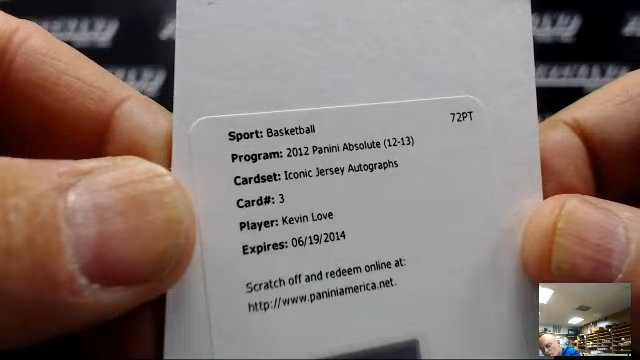 72PT
Sport: Basketball
Program: 2012 Panini Absolute (12-13)
Cardset: Iconic Jersey Autographs
Card#: 3
Player: Kevin Love
Expires: 06/19/2014
Scratch off and redeem online at:
http://www.paniniamerica.net.